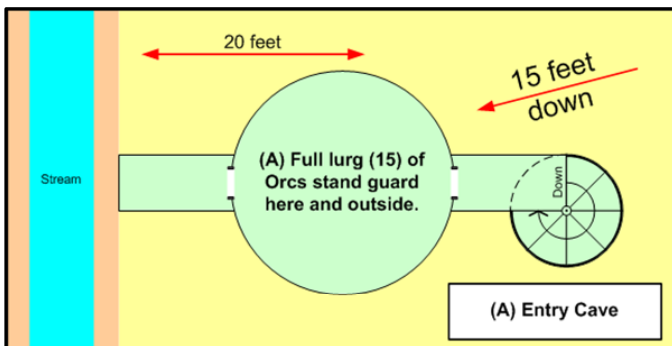 20 feet
15 feet
down
Stream
(A) Full lurg (15) of
Orcs stand guard
here and outside.
Down
(A) Entry Cave